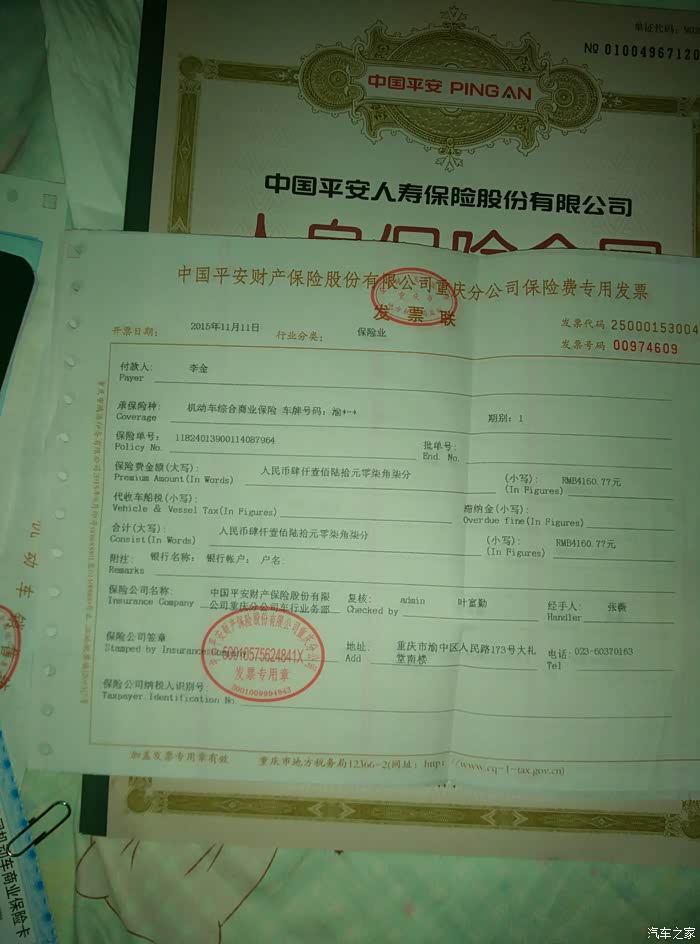 单证代码：
№ 01004967120
中国平安 PING AN
中国平安人寿保险股份有限公司
中国平安财产保险股份有限公司重庆分公司保险费专用发票
发 票 联
开票日期： 2015年11月11日 行业分类： 保险业
发票代码 25000153004
发票号码 00974609
付款人： 李金
Payer
承保险种： 机动车综合商业保险 车牌号码：渝*-* 期别：1
Coverage
保险单号： 11824013900114087964 批单号：
Policy No. End. No.
保险费金额(大写)： 人民币肆仟壹佰陆拾元零柒角柒分 (小写)： RMB4160.77元
Premium Amount(In Words) (In Figures)
代收车船税(小写)： 滞纳金(小写)：
Vehicle & Vessel Tax(In Figures) Overdue fine(In Figures)
合计(大写)： 人民币肆仟壹佰陆拾元零柒角柒分 (小写)： RMB4160.77元
Consist(In Words) (In Figures)
附注： 银行名称： 银行帐户： 户名：
Remarks
保险公司名称： 中国平安财产保险股份有限 复核： admin 叶富勤 经手人： 张薇
Insurance Company 公司重庆分公司车行业务部 Checked by Handler
保险公司签章 地址： 重庆市渝中区人民路173号大礼 电话：023-60370163
Stamped by Insurance Company Add 堂南楼 Tel
50010575624841X
发票专用章
5001009994943
保险公司纳税人识别号：
Taxpayer Identification No.
加盖发票专用章有效 重庆市地方税务局12366-2(网址：http://www.cq-l-tax.gov.cn)
机动车商业保险卡
汽车之家